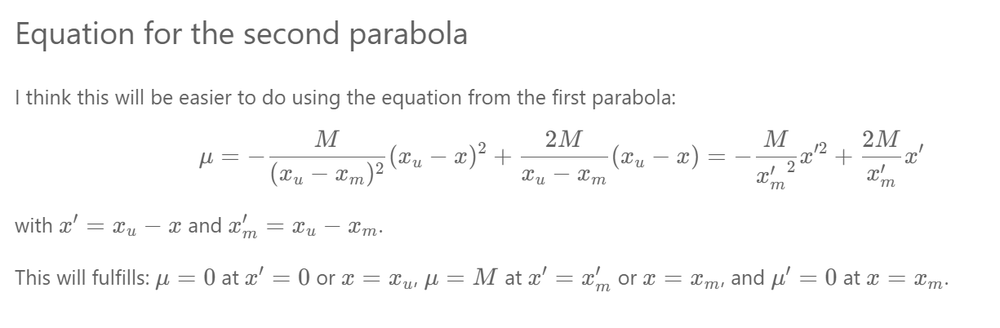 Equation for the second parabola
I think this will be easier to do using the equation from the first parabola:
$\mu = -\frac{M}{(x_u - x_m)^2}(x_u - x)^2 + \frac{2M}{x_u - x_m}(x_u - x) = -\frac{M}{{x'_m}^2}x'^2 + \frac{2M}{x'_m}x'$
with $x' = x_u - x$ and $x'_m = x_u - x_m$.
This will fulfills: $\mu = 0$ at $x' = 0$ or $x = x_u$, $\mu = M$ at $x' = x'_m$ or $x = x_m$, and $\mu' = 0$ at $x = x_m$.